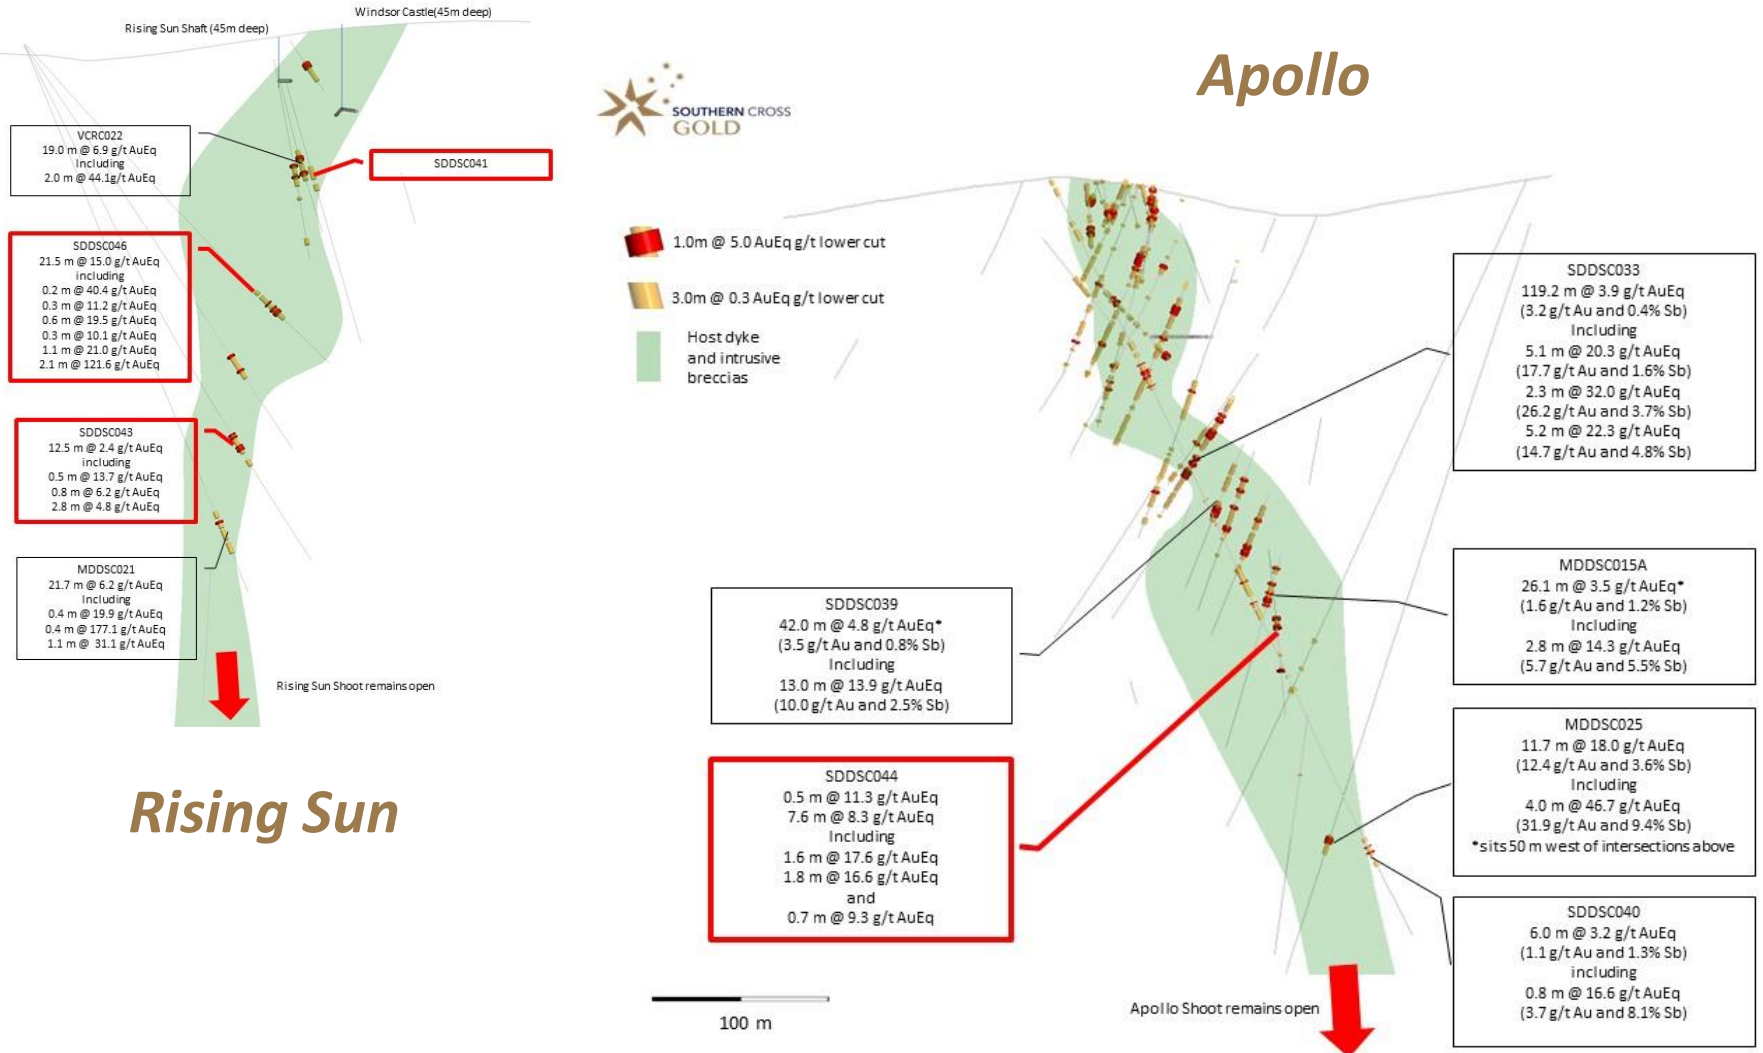 Windsor Castle(45m deep)
Rising Sun Shaft (45m deep)
VCRC022
19.0 m @ 6.9 g/t AuEq
Including
2.0 m @ 44.1g/t AuEq
SDDSC041
SDDSC046
21.5 m @ 15.0 g/t AuEq
including
0.2 m @ 40.4 g/t AuEq
0.3 m @ 11.2 g/t AuEq
0.6 m @ 19.5 g/t AuEq
0.3 m @ 10.1 g/t AuEq
1.1 m @ 21.0 g/t AuEq
2.1 m @ 121.6 g/t AuEq
SDDSC043
12.5 m @ 2.4 g/t AuEq
including
0.5 m @ 13.7 g/t AuEq
0.8 m @ 6.2 g/t AuEq
2.8 m @ 4.8 g/t AuEq
MDDSC021
21.7 m @ 6.2 g/t AuEq
Including
0.4 m @ 19.9 g/t AuEq
0.4 m @ 177.1 g/t AuEq
1.1 m @ 31.1 g/t AuEq
Rising Sun Shoot remains open
Rising Sun
SOUTHERN CROSS
GOLD
Apollo
1.0m @ 5.0 AuEq g/t lower cut
3.0m @ 0.3 AuEq g/t lower cut
Host dyke
and intrusive
breccias
SDDSC033
119.2 m @ 3.9 g/t AuEq
(3.2 g/t Au and 0.4% Sb)
Including
5.1 m @ 20.3 g/t AuEq
(17.7 g/t Au and 1.6% Sb)
2.3 m @ 32.0 g/t AuEq
(26.2 g/t Au and 3.7% Sb)
5.2 m @ 22.3 g/t AuEq
(14.7 g/t Au and 4.8% Sb)
SDDSC039
42.0 m @ 4.8 g/t AuEq*
(3.5 g/t Au and 0.8% Sb)
Including
13.0 m @ 13.9 g/t AuEq
(10.0 g/t Au and 2.5% Sb)
MDDSC015A
26.1 m @ 3.5 g/t AuEq*
(1.6 g/t Au and 1.2% Sb)
Including
2.8 m @ 14.3 g/t AuEq
(5.7 g/t Au and 5.5% Sb)
SDDSC044
0.5 m @ 11.3 g/t AuEq
7.6 m @ 8.3 g/t AuEq
Including
1.6 m @ 17.6 g/t AuEq
1.8 m @ 16.6 g/t AuEq
and
0.7 m @ 9.3 g/t AuEq
MDDSC025
11.7 m @ 18.0 g/t AuEq
(12.4 g/t Au and 3.6% Sb)
Including
4.0 m @ 46.7 g/t AuEq
(31.9 g/t Au and 9.4% Sb)
*sits 50 m west of intersections above
SDDSC040
6.0 m @ 3.2 g/t AuEq
(1.1 g/t Au and 1.3% Sb)
including
0.8 m @ 16.6 g/t AuEq
(3.7 g/t Au and 8.1% Sb)
100 m
Apollo Shoot remains open